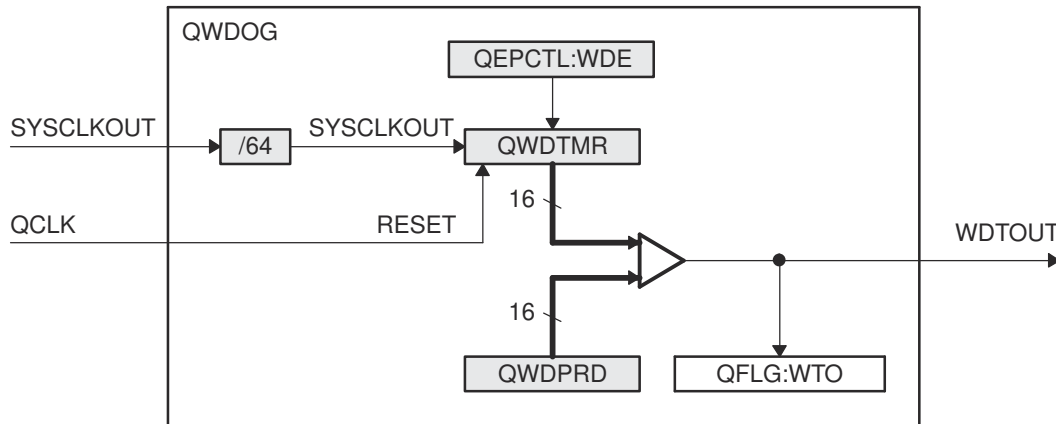 QWDOG
QEPCTL:WDE
SYSCLKOUT
/64
SYSCLKOUT
QWDTMR
16
QCLK
RESET
WDTOUT
16
QWDPRD
QFLG:WTO